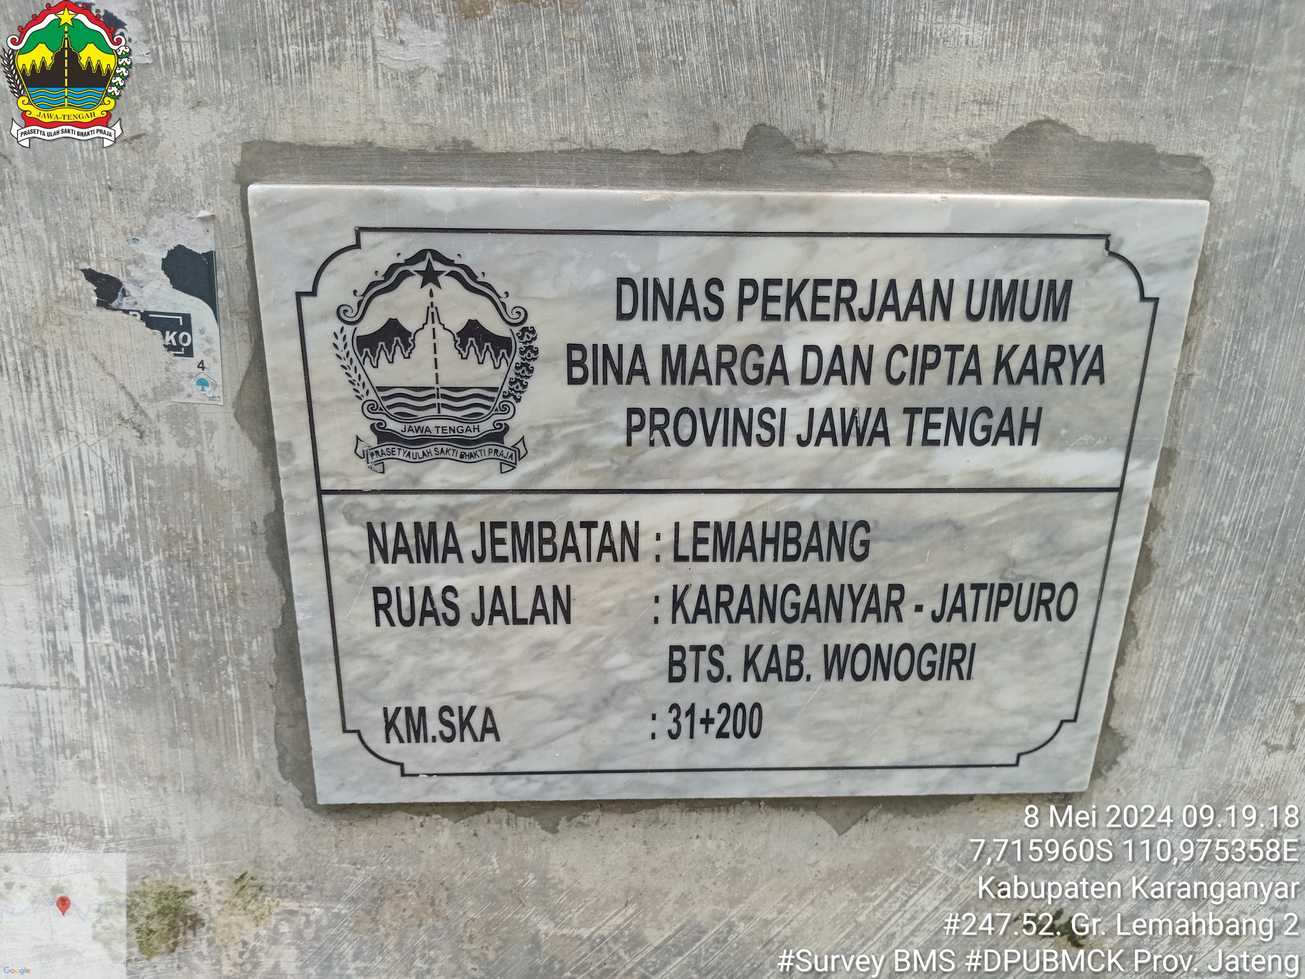 JAWA-TENGAH
PRASETYA ULAH SAKTI BHAKTI PRAJA
DINAS PEKERJAAN UMUM
BINA MARGA DAN CIPTA KARYA
PROVINSI JAWA TENGAH
JAWA TENGAH
PRASETYA ULAH SAKTI BHAKTI PRAJA
NAMA JEMBATAN : LEMAHBANG
RUAS JALAN : KARANGANYAR - JATIPURO
BTS. KAB. WONOGIRI
KM.SKA : 31+200
4
8 Mei 2024 09.19.18
7,715960S 110,975358E
Kabupaten Karanganyar
#247.52. Gr. Lemahbang 2
#Survey BMS #DPUBMCK Prov. Jateng
Google